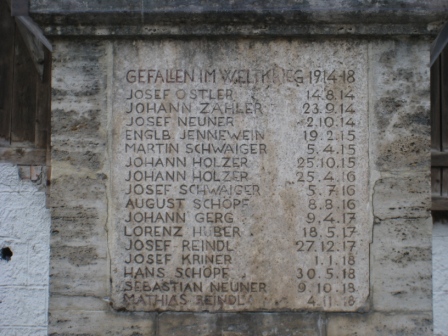 GEFALLEN IM WELTKRIEG 1914-18
JOSEF OSTLER 14.8.14
JOHANN ZAHLER 23.9.14
JOSEF NEUNER 2.10.14
ENGLB. JENNEWEIN 19.2.15
MARTIN SCHWAIGER 5.4.15
JOHANN HOLZER 25.10.15
JOHANN HOLZER 25.4.16
JOSEF SCHWAIGER 5.7.16
AUGUST SCHÖPF 8.8.16
JOHANN GERG 9.4.17
LORENZ HUBER 18.5.17
JOSEF REINDL 27.12.17
JOSEF KRINER 1.1.18
HANS SCHÖPF 30.5.18
SEBASTIAN NEUNER 9.10.18
MATHIAS REINDL 4.11.18